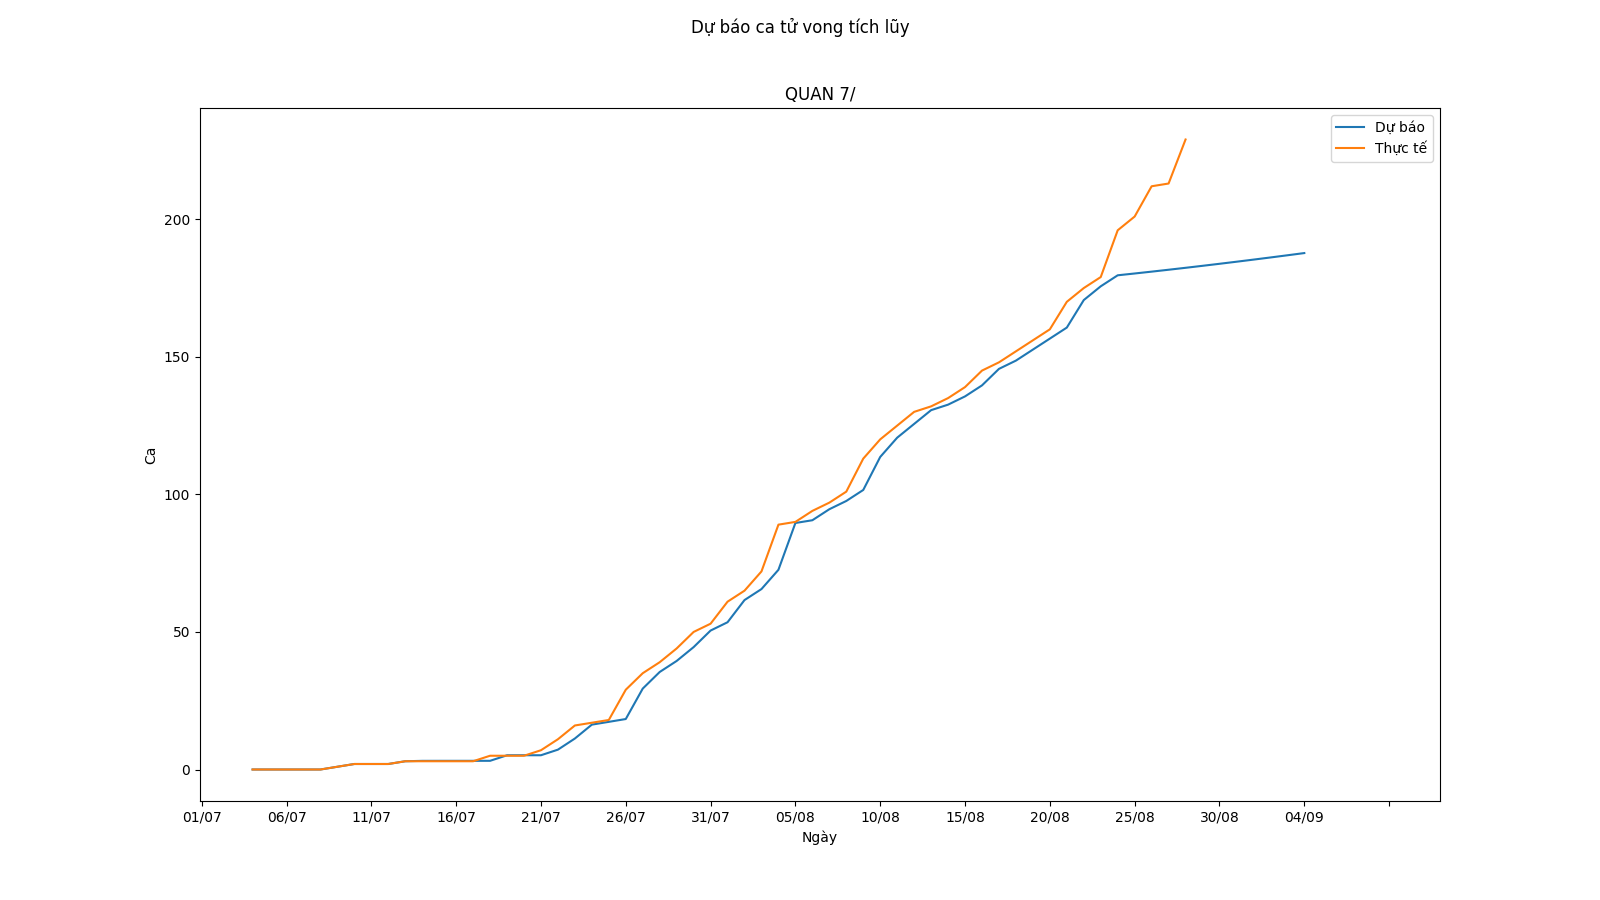 Dự báo ca tử vong tích lũy
QUAN 7/
Dự báo
Thực tế
200
150
100
50
0
Ca
01/07 06/07 11/07 16/07 21/07 26/07 31/07 05/08 10/08 15/08 20/08 25/08 30/08 04/09
Ngày